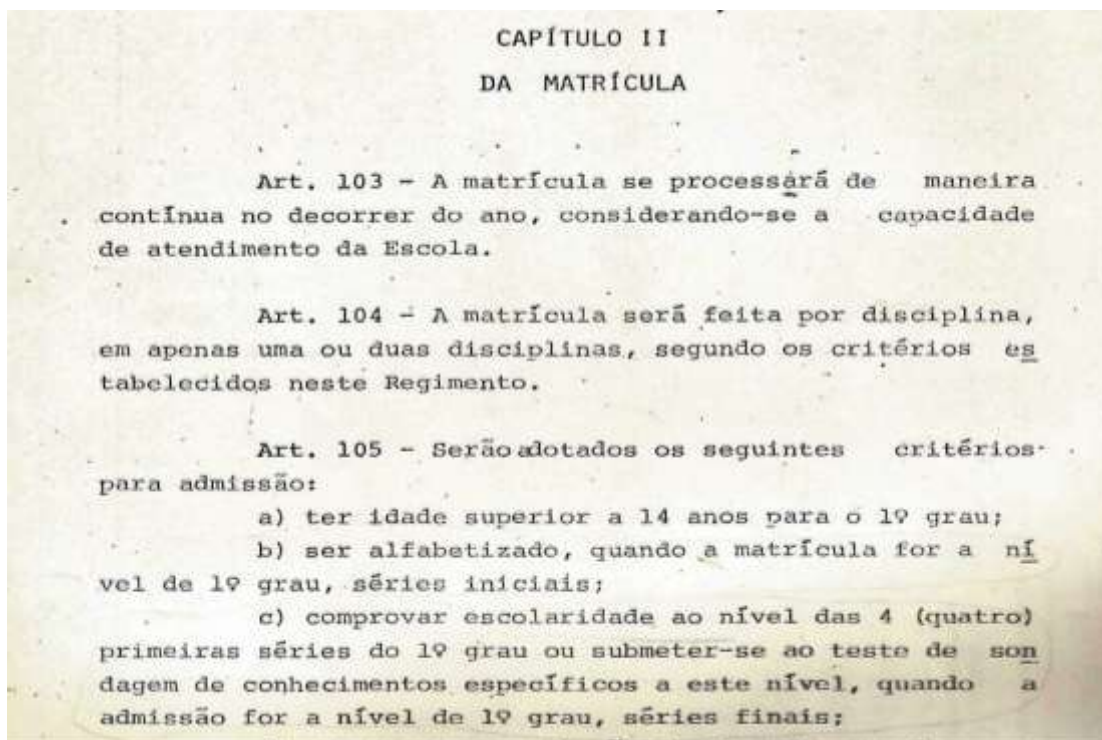 CAPÍTULO II
DA MATRÍCULA
Art. 103 - A matrícula se processará de maneira
contínua no decorrer do ano, considerando-se a capacidade
de atendimento da Escola.
Art. 104 - A matrícula será feita por disciplina,
em apenas uma ou duas disciplinas, segundo os critérios es
tabelecidos neste Regimento.
Art. 105 - Serão adotados os seguintes critérios
para admissão:
a) ter idade superior a 14 anos para o 1º grau;
b) ser alfabetizado, quando a matrícula for a ní
vel de 1º grau, séries iniciais;
c) comprovar escolaridade ao nível das 4 (quatro)
primeiras séries do 1º grau ou submeter-se ao teste de son
dagem de conhecimentos específicos a este nível, quando a
admissão for a nível de 1º grau, séries finais;